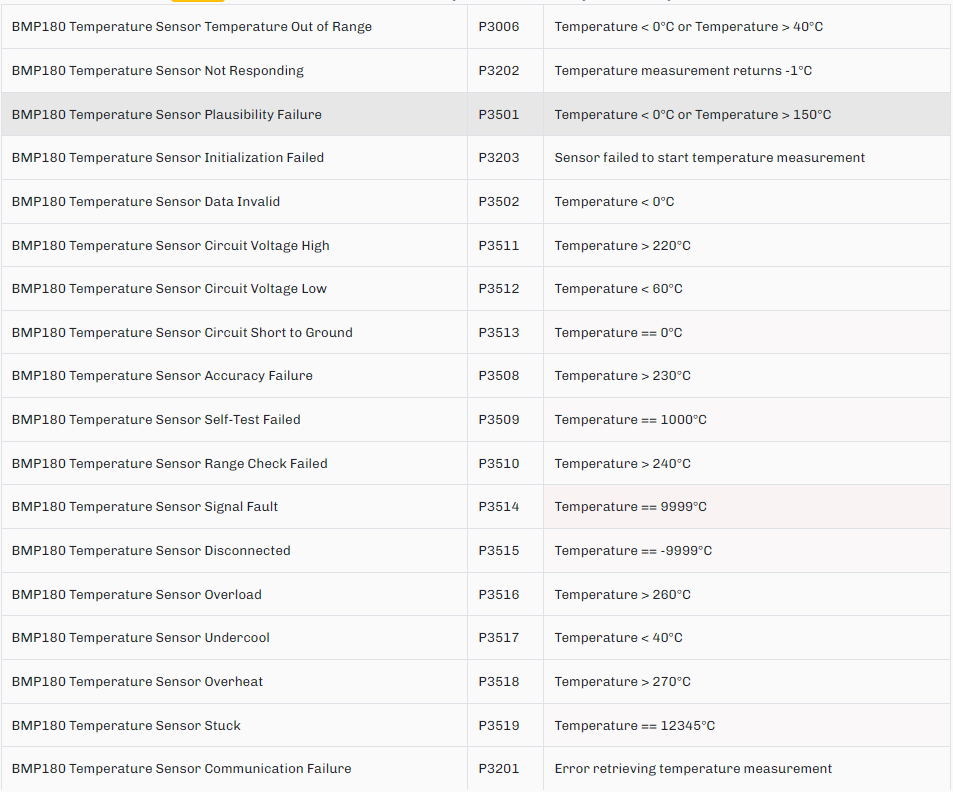 BMP180 Temperature Sensor Temperature Out of Range P3006 Temperature < 0°C or Temperature > 40°C
BMP180 Temperature Sensor Not Responding P3202 Temperature measurement returns -1°C
BMP180 Temperature Sensor Plausibility Failure P3501 Temperature < 0°C or Temperature > 150°C
BMP180 Temperature Sensor Initialization Failed P3203 Sensor failed to start temperature measurement
BMP180 Temperature Sensor Data Invalid P3502 Temperature < 0°C
BMP180 Temperature Sensor Circuit Voltage High P3511 Temperature > 220°C
BMP180 Temperature Sensor Circuit Voltage Low P3512 Temperature < 60°C
BMP180 Temperature Sensor Circuit Short to Ground P3513 Temperature == 0°C
BMP180 Temperature Sensor Accuracy Failure P3508 Temperature > 230°C
BMP180 Temperature Sensor Self-Test Failed P3509 Temperature == 1000°C
BMP180 Temperature Sensor Range Check Failed P3510 Temperature > 240°C
BMP180 Temperature Sensor Signal Fault P3514 Temperature == 9999°C
BMP180 Temperature Sensor Disconnected P3515 Temperature == -9999°C
BMP180 Temperature Sensor Overload P3516 Temperature > 260°C
BMP180 Temperature Sensor Undercool P3517 Temperature < 40°C
BMP180 Temperature Sensor Overheat P3518 Temperature > 270°C
BMP180 Temperature Sensor Stuck P3519 Temperature == 12345°C
BMP180 Temperature Sensor Communication Failure P3201 Error retrieving temperature measurement